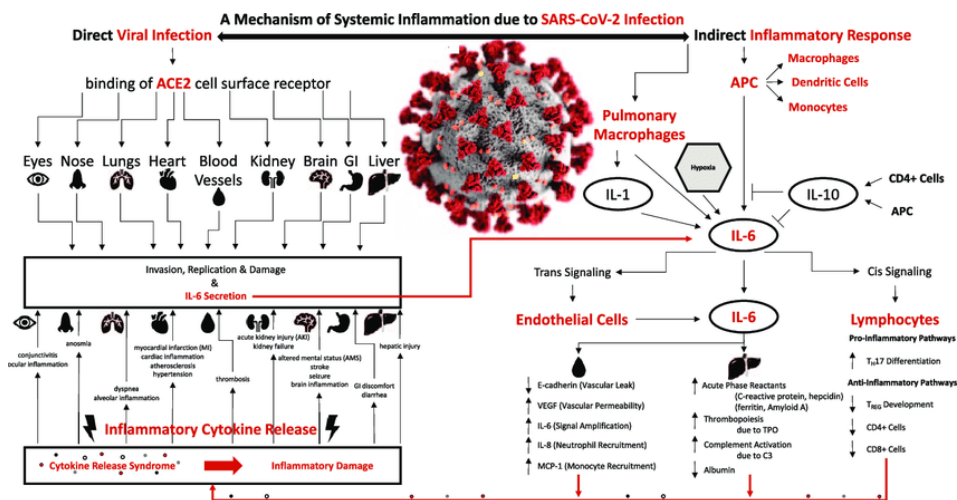 A Mechanism of Systemic Inflammation due to SARS-CoV-2 Infection
Direct Viral Infection
Indirect Inflammatory Response
binding of ACE2 cell surface receptor
Eyes
Nose
Lungs
Heart
Blood
Vessels
Kidney
Brain
GI
Liver
Invasion, Replication & Damage
&
IL-6 Secretion
conjunctivitis
ocular inflammation
anosmia
dyspnea
alveolar inflammation
myocardial infarction (MI)
cardiac inflammation
atherosclerosis
hypertension
thrombosis
acute kidney injury (AKI)
kidney failure
altered mental status (AMS)
stroke
seizure
brain inflammation
GI discomfort
diarrhea
hepatic injury
Inflammatory Cytokine Release
Cytokine Release Syndrome
Inflammatory Damage
APC
Macrophages
Dendritic Cells
Monocytes
Pulmonary
Macrophages
Hypoxia
IL-1
IL-10
CD4+ Cells
APC
IL-6
Trans Signaling
Cis Signaling
Endothelial Cells
IL-6
Lymphocytes
E-cadherin (Vascular Leak)
VEGF (Vascular Permeability)
IL-6 (Signal Amplification)
IL-8 (Neutrophil Recruitment)
MCP-1 (Monocyte Recruitment)
Acute Phase Reactants
(C-reactive protein, hepcidin)
(ferritin, Amyloid A)
Thrombopoiesis
due to TPO
Complement Activation
due to C3
Albumin
Pro-Inflammatory Pathways
TH17 Differentiation
Anti-Inflammatory Pathways
TREG Development
CD4+ Cells
CD8+ Cells